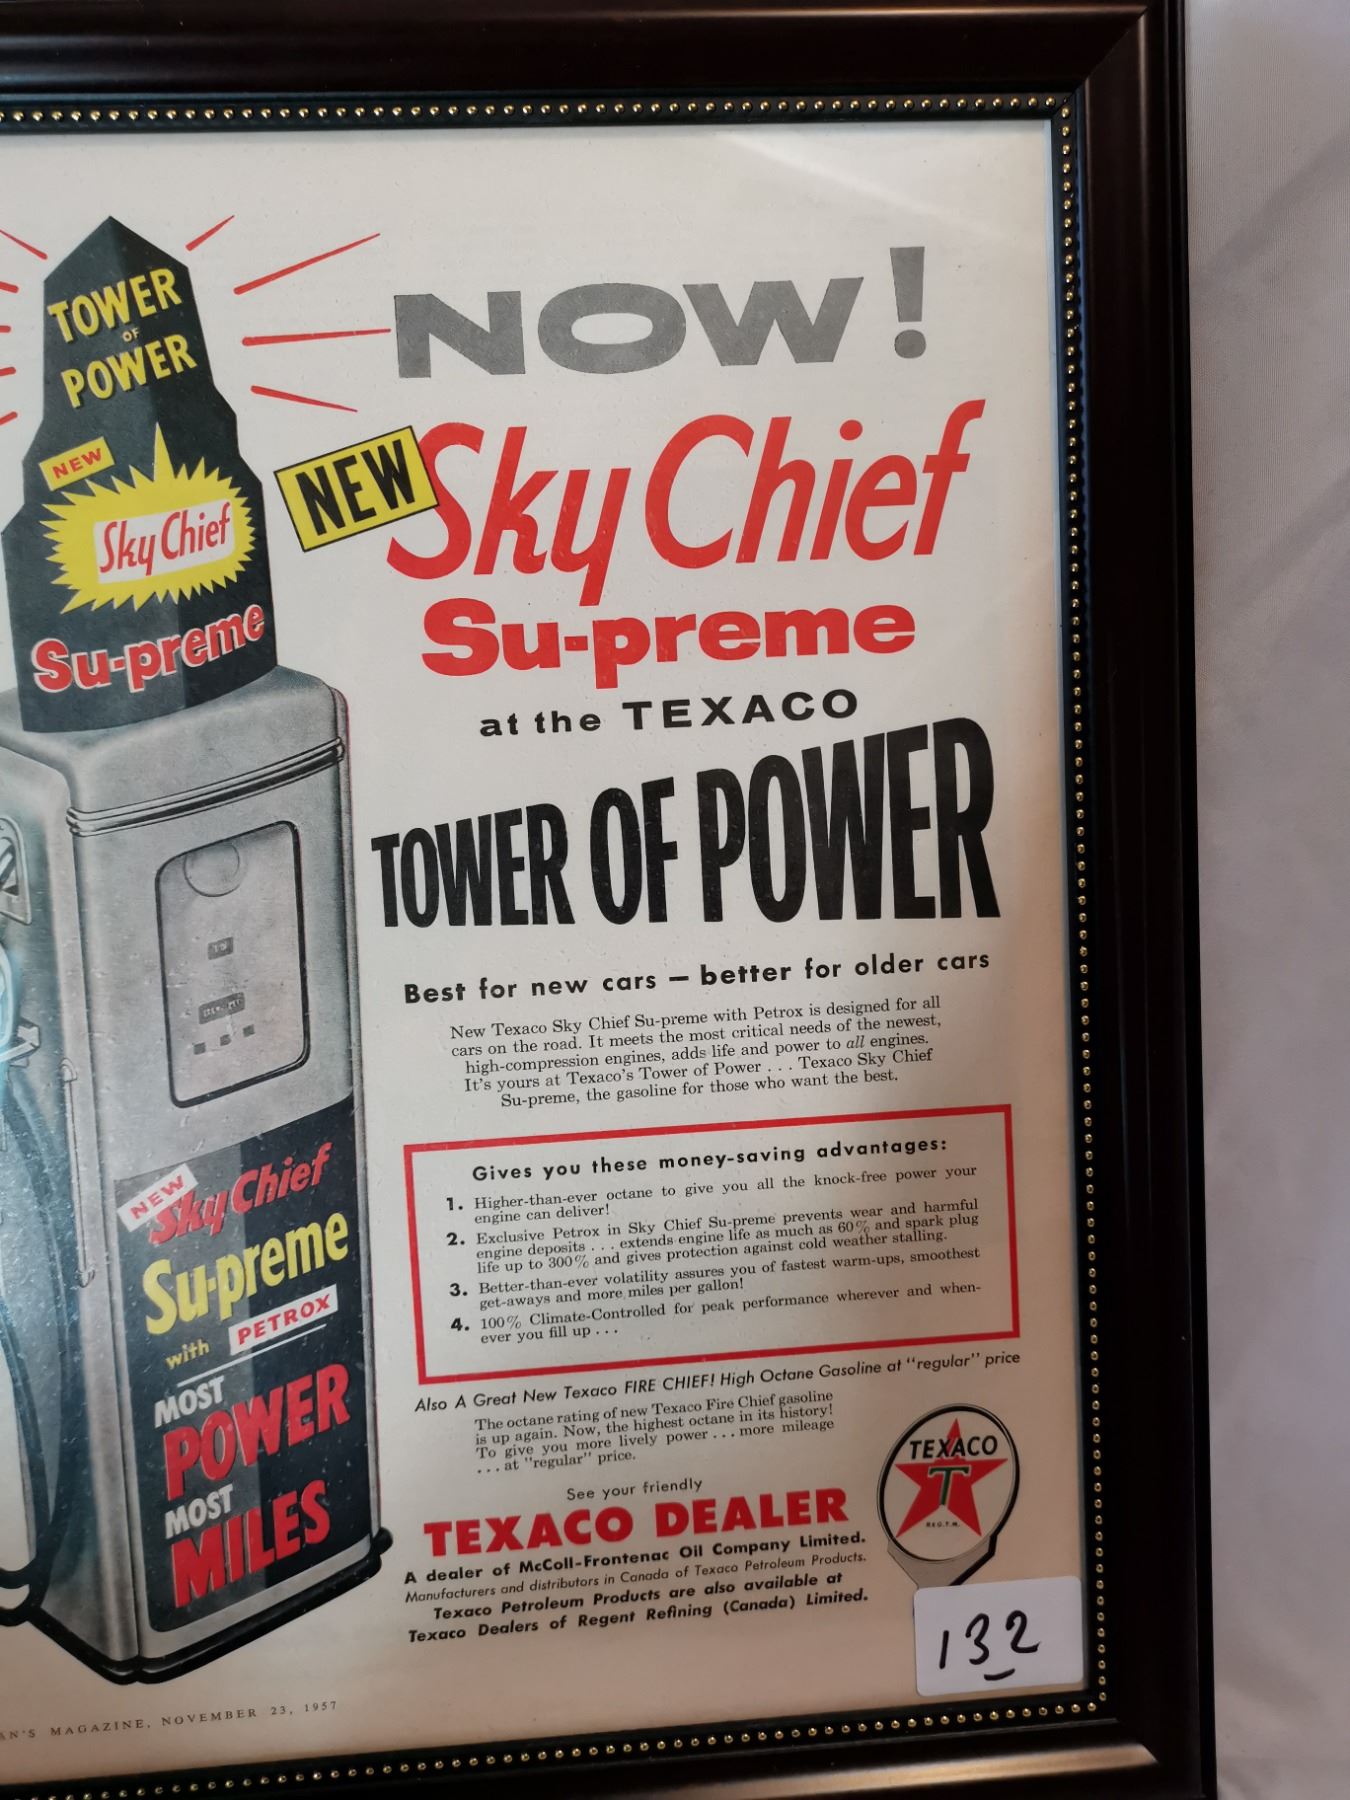 TOWER
OF
POWER
NEW
Sky Chief
Su-preme
NOW!
NEW Sky Chief
Su-preme
at the TEXACO
TOWER OF POWER
Best for new cars — better for older cars
New Texaco Sky Chief Su-preme with Petrox is designed for all
cars on the road. It meets the most critical needs of the newest,
high-compression engines, adds life and power to all engines.
It's yours at Texaco's Tower of Power . . . Texaco Sky Chief
Su-preme, the gasoline for those who want the best.
Gives you these money-saving advantages:
1. Higher-than-ever octane to give you all the knock-free power your
engine can deliver!
2. Exclusive Petrox in Sky Chief Su-preme prevents wear and harmful
engine deposits . . . extends engine life as much as 60% and spark plug
life up to 300% and gives protection against cold weather stalling.
3. Better-than-ever volatility assures you of fastest warm-ups, smoothest
get-aways and more miles per gallon!
4. 100% Climate-Controlled for peak performance wherever and when-
ever you fill up . . .
NEW
Sky Chief
Su-preme
with PETROX
MOST
POWER
MOST
MILES
Also A Great New Texaco FIRE CHIEF! High Octane Gasoline at "regular" price
The octane rating of new Texaco Fire Chief gasoline
is up again. Now, the highest octane in its history!
To give you more lively power . . . more mileage
. . . at "regular" price.
See your friendly
TEXACO DEALER
A dealer of McColl-Frontenac Oil Company Limited.
Manufacturers and distributors in Canada of Texaco Petroleum Products.
Texaco Petroleum Products are also available at
Texaco Dealers of Regent Refining (Canada) Limited.
TEXACO
T
REG. T.M.
132
AN'S MAGAZINE, NOVEMBER 23, 1957